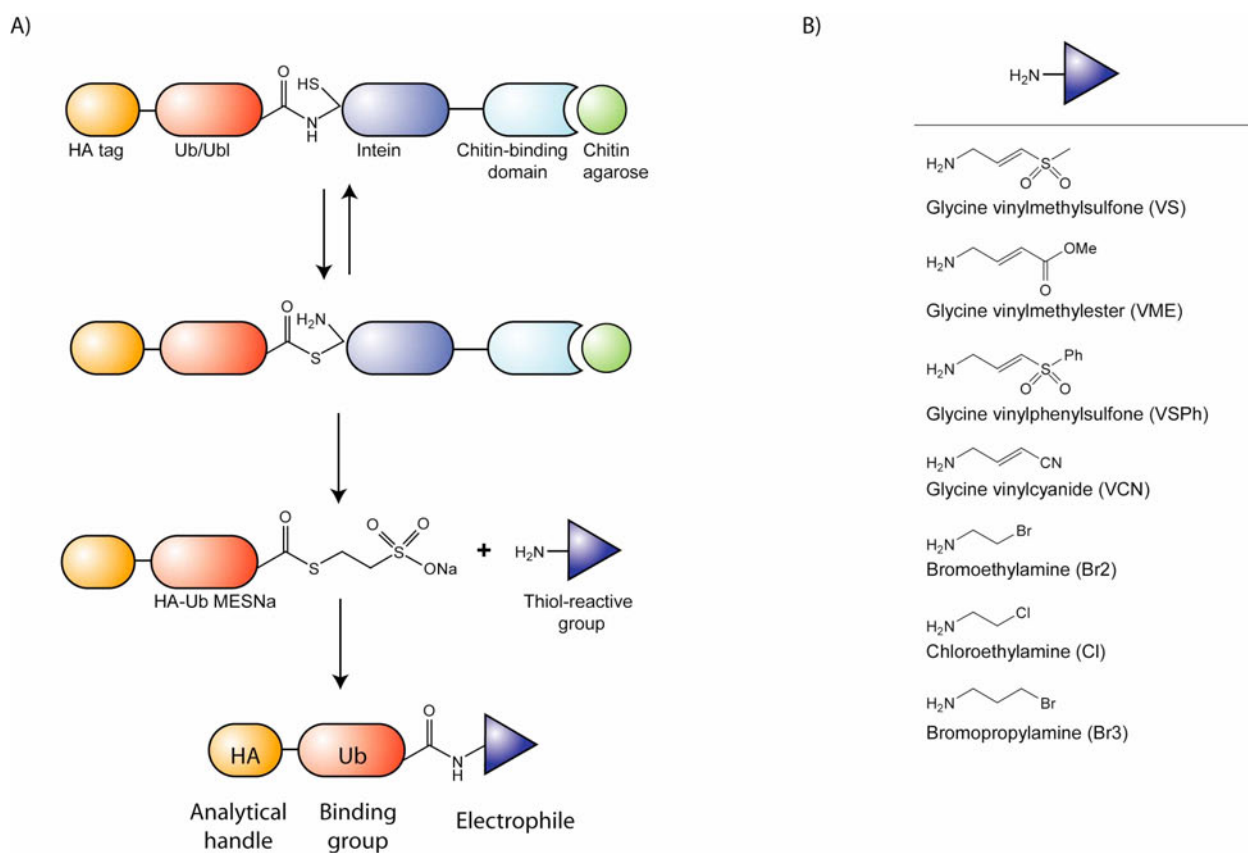 A)
O
HS
N
H
HA tag
Ub/Ubl
Intein
Chitin-binding
domain
Chitin
agarose
O
H₂N
S
O
S
O
O
S
ONa
+
H₂N
HA-Ub MESNa
Thiol-reactive
group
O
HA
Ub
N
H
Analytical
handle
Binding
group
Electrophile
B)
H₂N
H₂N
S
O
O
Glycine vinylmethylsulfone (VS)
H₂N
OMe
O
Glycine vinylmethylester (VME)
H₂N
Ph
S
O
O
Glycine vinylphenylsulfone (VSPh)
H₂N
CN
Glycine vinylcyanide (VCN)
H₂N
Br
Bromoethylamine (Br2)
H₂N
Cl
Chloroethylamine (Cl)
H₂N
Br
Bromopropylamine (Br3)